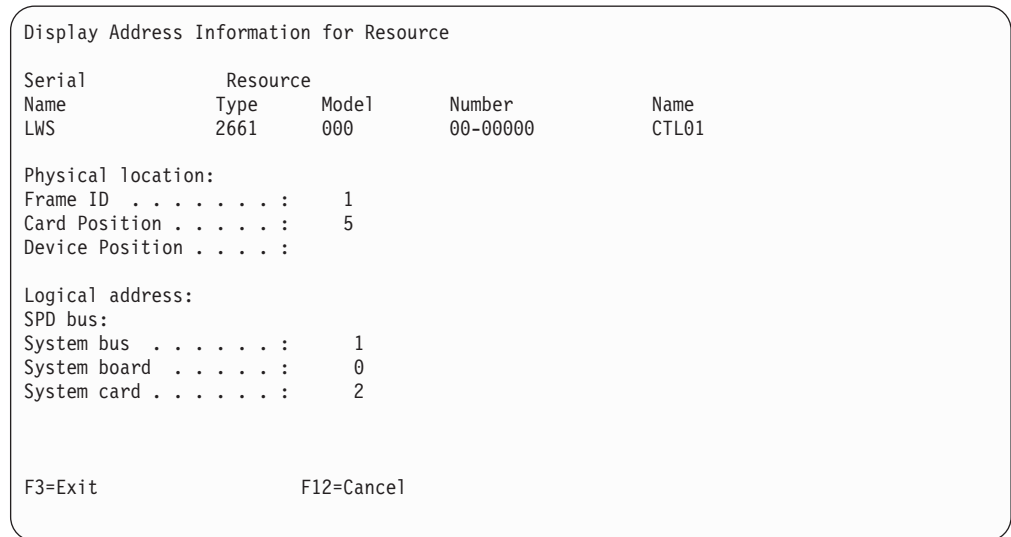 Display Address Information for Resource
Serial Resource
Name Type Model Number Name
LWS 2661 000 00-00000 CTL01
Physical location:
Frame ID . . . . . . . : 1
Card Position . . . . . : 5
Device Position . . . . :
Logical address:
SPD bus:
System bus . . . . . . : 1
System board . . . . . : 0
System card . . . . . . : 2
F3=Exit F12=Cancel